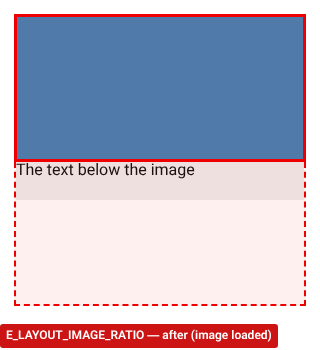 The text below the image
E_LAYOUT_IMAGE_RATIO — after (image loaded)